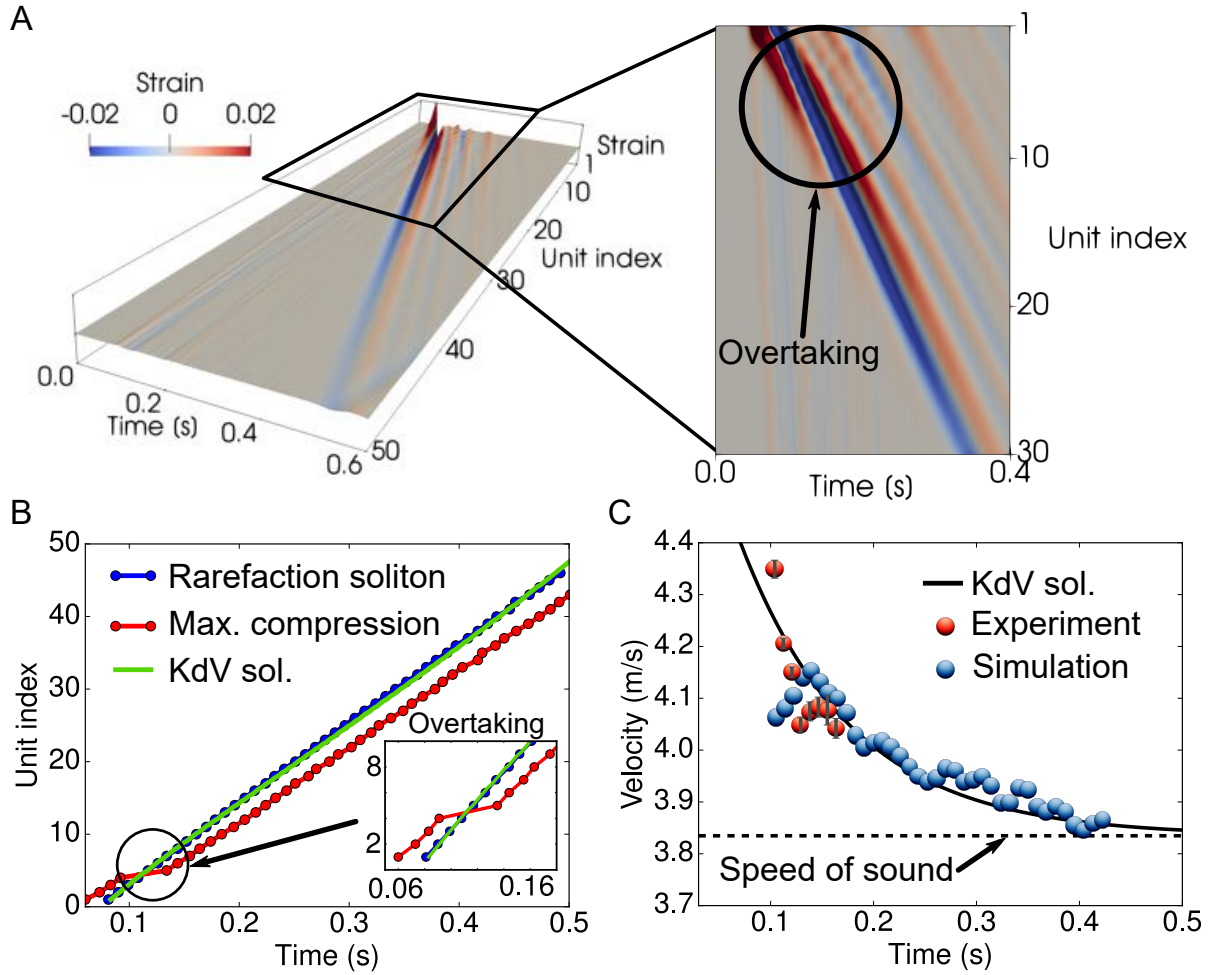 A
Strain
-0.02 0 0.02
Strain
1
10
20
Unit index
30
40
50
0.0
0.2
Time (s)
0.4
0.6
1
10
Unit index
20
30
Overtaking
0.0 0.4
Time (s)
B
50
40
30
20
10
0
Unit index
Rarefaction soliton
Max. compression
KdV sol.
Overtaking
8
2
0.06 0.16
0.1 0.2 0.3 0.4 0.5
Time (s)
C
4.4
4.3
4.2
4.1
4.0
3.9
3.8
3.7
Velocity (m/s)
KdV sol.
Experiment
Simulation
Speed of sound
0.1 0.2 0.3 0.4 0.5
Time (s)